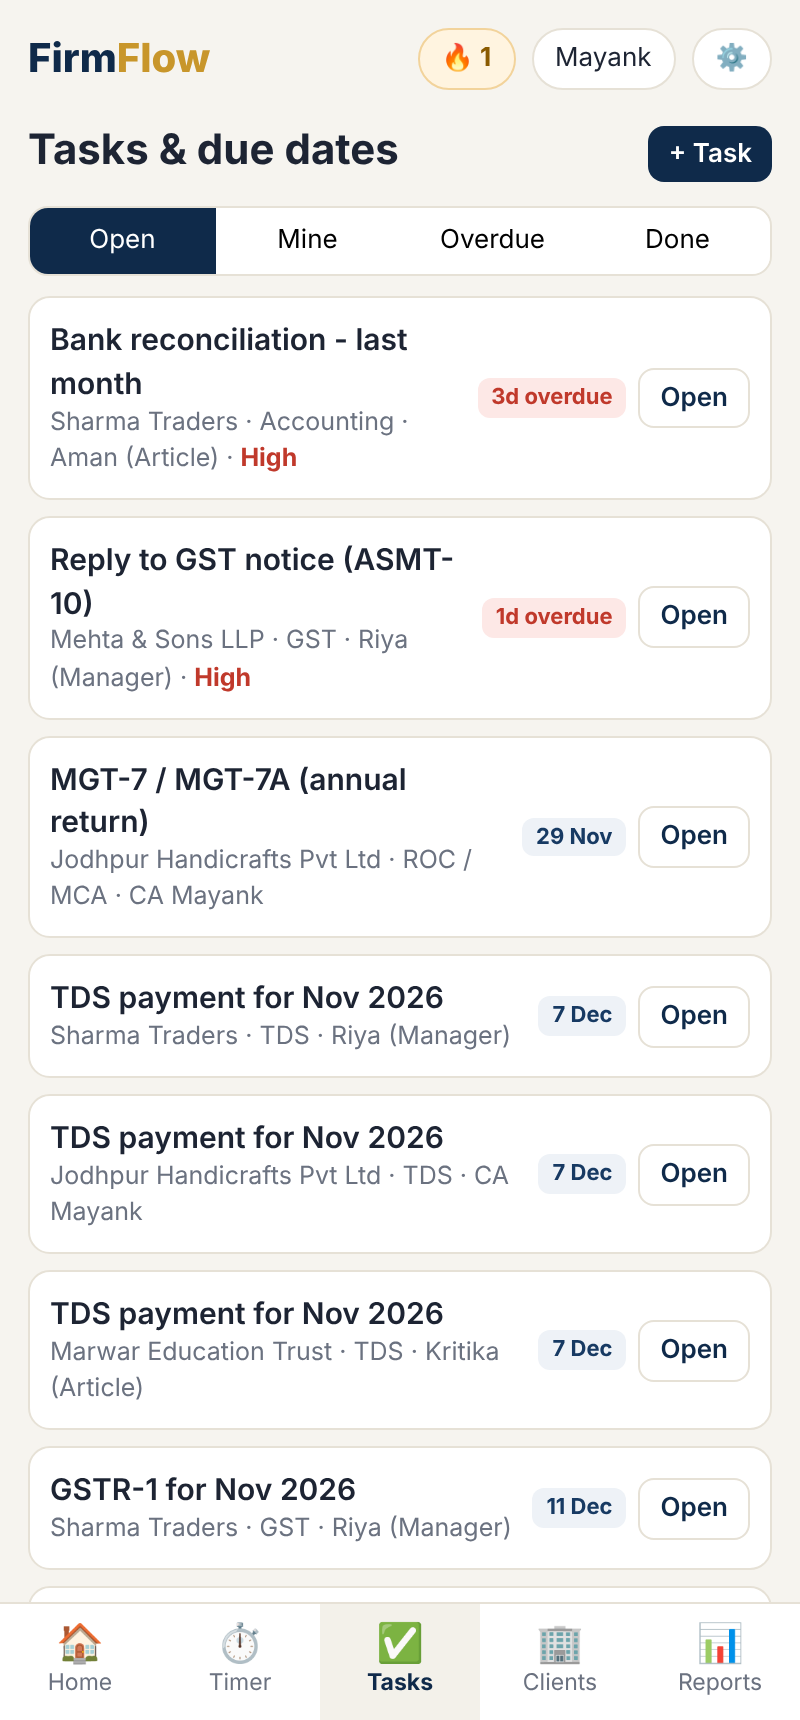 FirmFlow
🔥 1
Mayank
⚙️
Tasks & due dates
+ Task
Open
Mine
Overdue
Done
Bank reconciliation - last
month
Sharma Traders · Accounting ·
Aman (Article) · High
3d overdue
Open
Reply to GST notice (ASMT-
10)
Mehta & Sons LLP · GST · Riya
(Manager) · High
1d overdue
Open
MGT-7 / MGT-7A (annual
return)
Jodhpur Handicrafts Pvt Ltd · ROC /
MCA · CA Mayank
29 Nov
Open
TDS payment for Nov 2026
Sharma Traders · TDS · Riya (Manager)
7 Dec
Open
TDS payment for Nov 2026
Jodhpur Handicrafts Pvt Ltd · TDS · CA
Mayank
7 Dec
Open
TDS payment for Nov 2026
Marwar Education Trust · TDS · Kritika
(Article)
7 Dec
Open
GSTR-1 for Nov 2026
Sharma Traders · GST · Riya (Manager)
11 Dec
Open
Home
Timer
Tasks
Clients
Reports